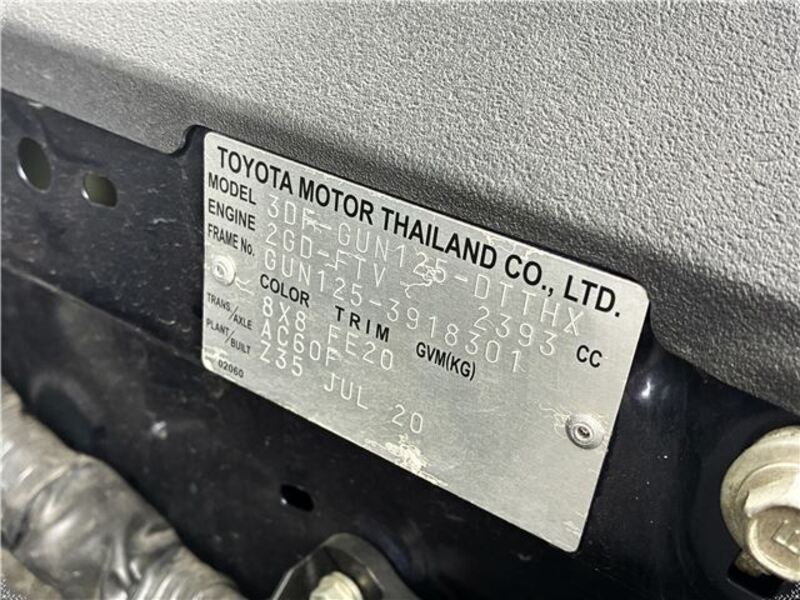 TOYOTA MOTOR THAILAND CO., LTD.
MODEL 3DF-GUN125-DTTHX
ENGINE 2GD-FTV 2393 CC
FRAME No. GUN125-3918301
COLOR TRIM GVM(KG)
8X8 FE20
TRANS./AXLE AC60F
PLANT/BUILT Z35 JUL 20
02060